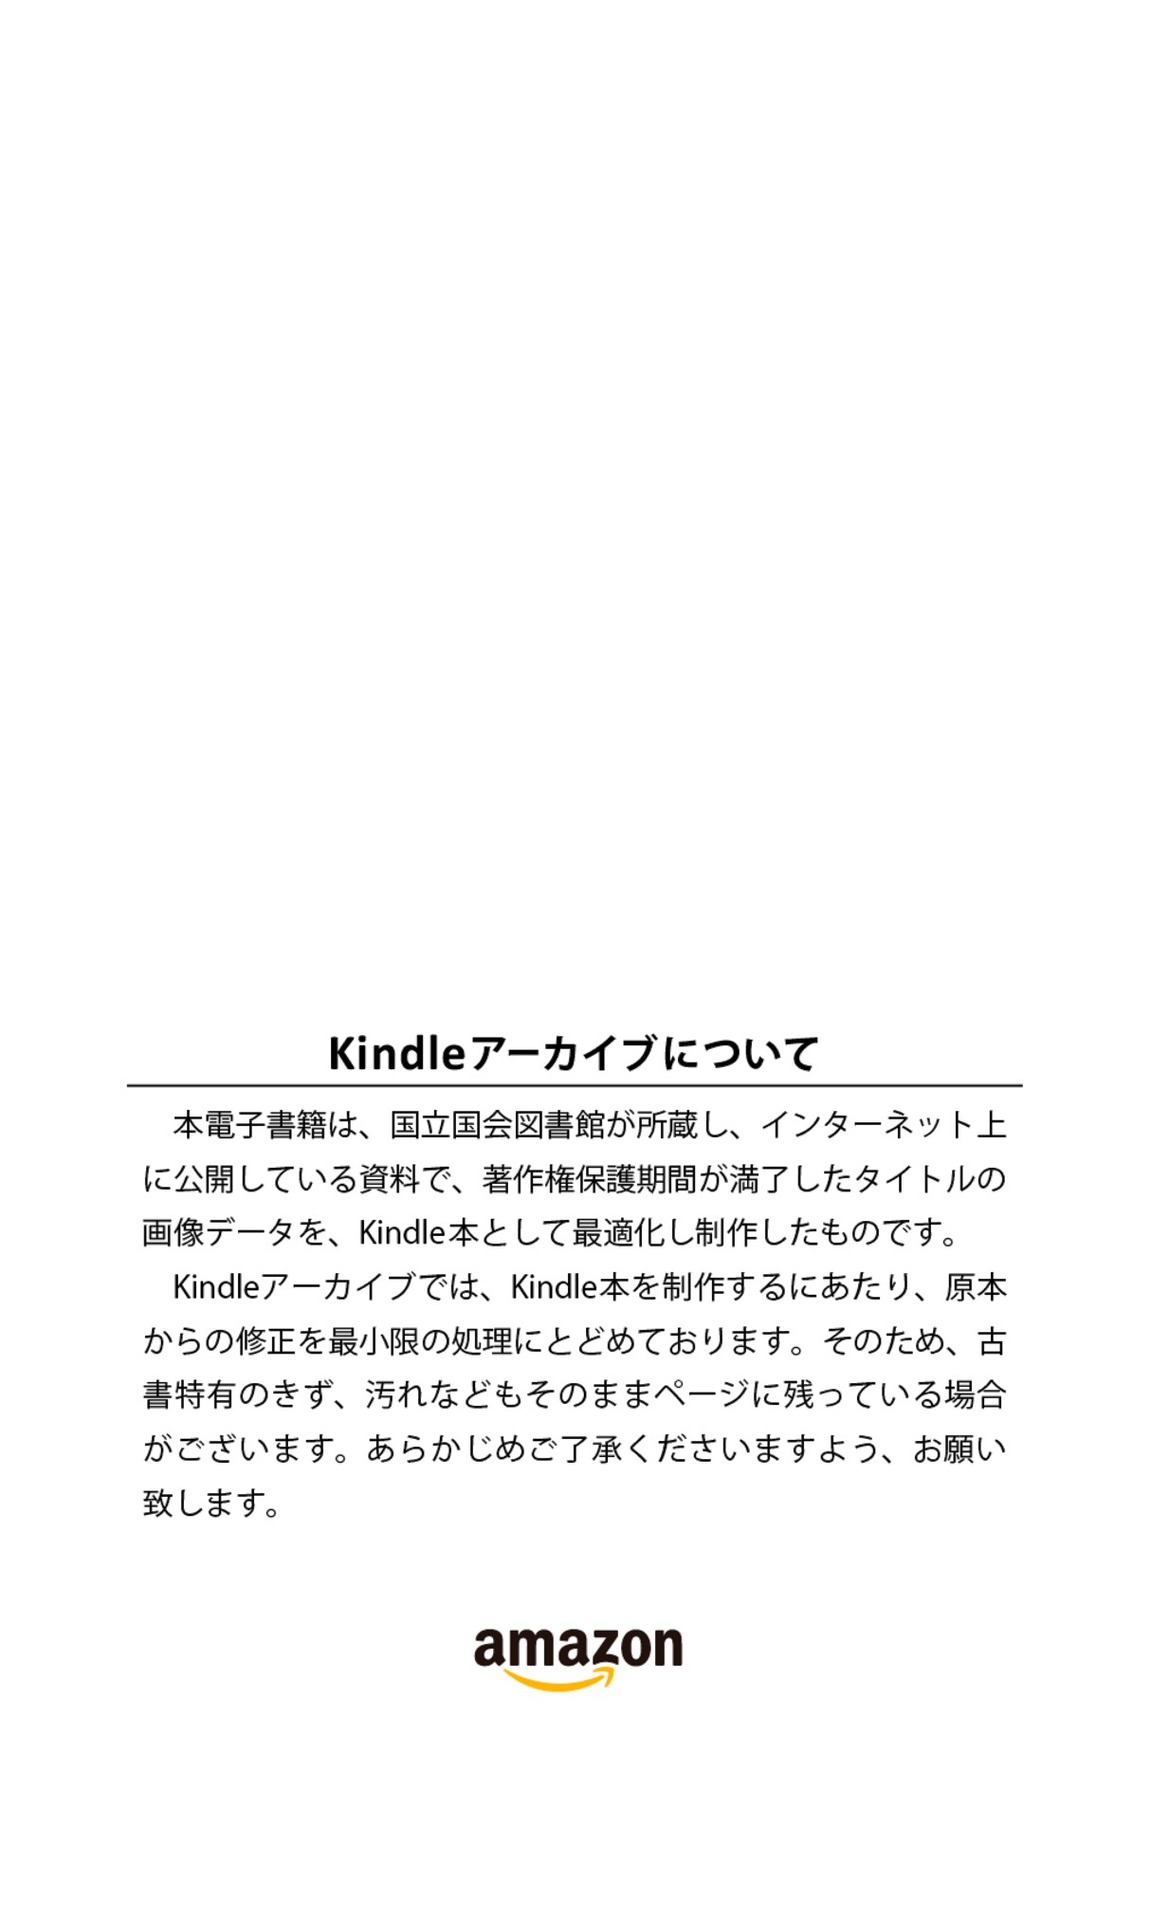 Kindleアーカイブについて
　本電子書籍は、国立国会図書館が所蔵し、インターネット上
に公開している資料で、著作権保護期間が満了したタイトルの
画像データを、Kindle本として最適化し制作したものです。
　Kindleアーカイブでは、Kindle本を制作するにあたり、原本
からの修正を最小限の処理にとどめております。そのため、古
書特有のきず、汚れなどもそのままページに残っている場合
がございます。あらかじめご了承くださいますよう、お願い
致します。
amazon